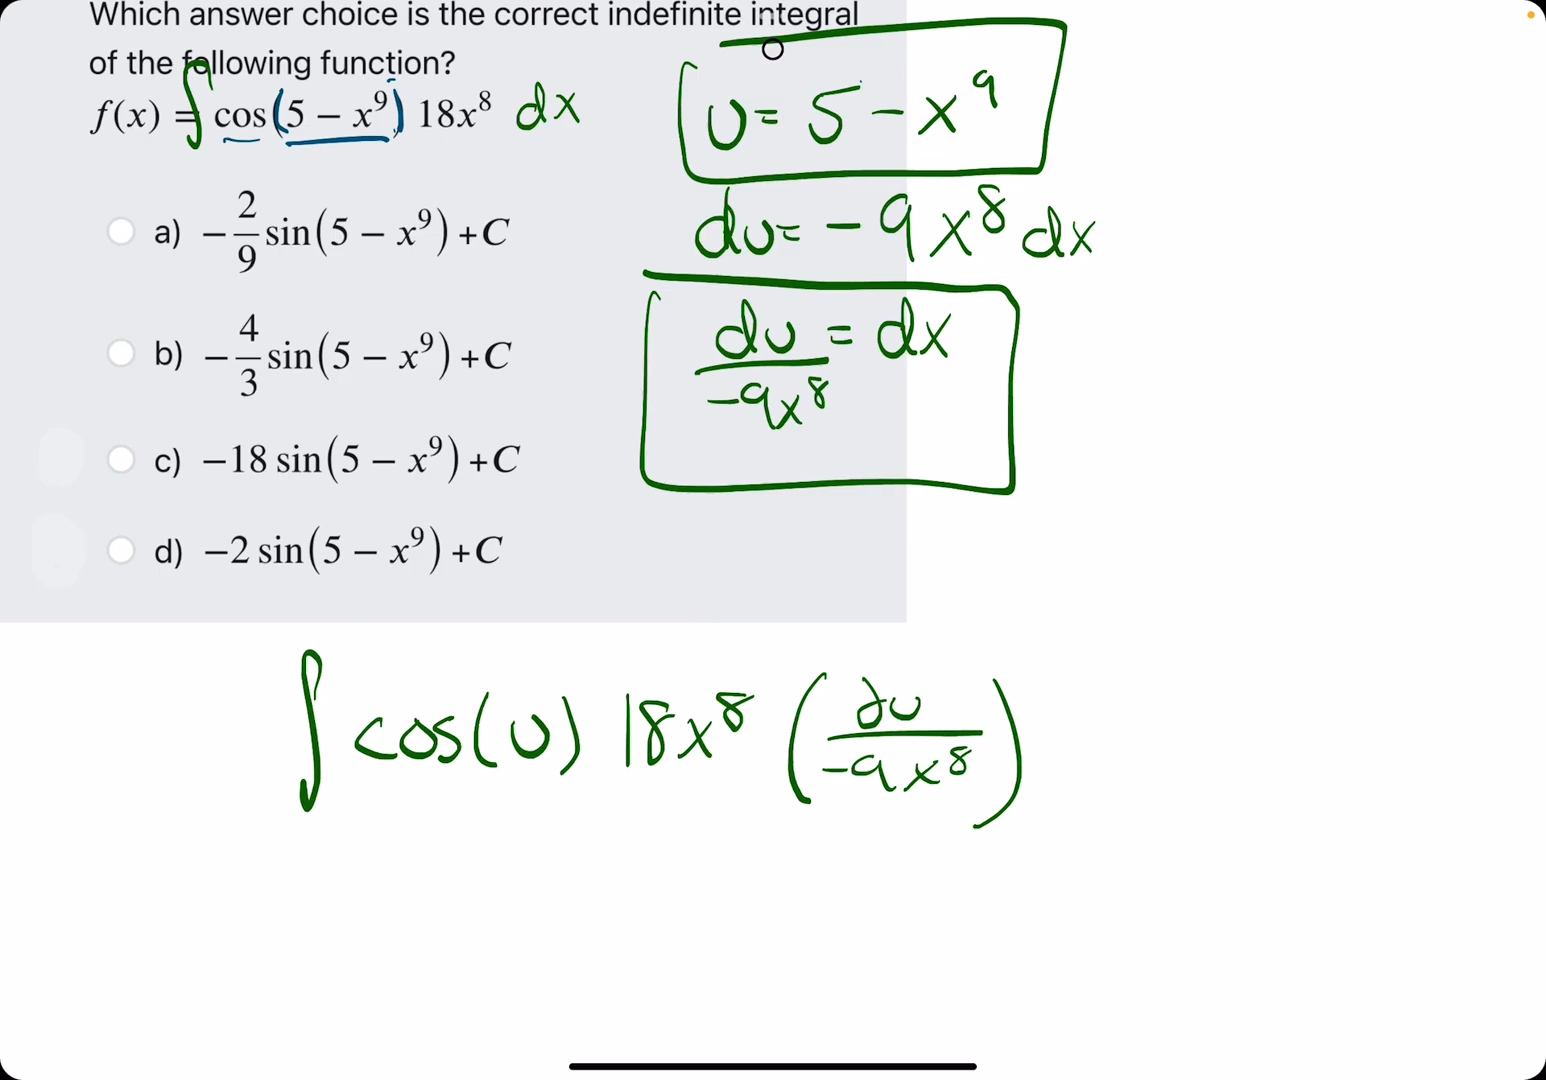 Which answer choice is the correct indefinite integral
of the following function?
f(x) = ∫ cos(5 − x⁹) 18x⁸ dx
a) −2/9 sin(5 − x⁹) +C
b) −4/3 sin(5 − x⁹) +C
c) −18 sin(5 − x⁹) +C
d) −2 sin(5 − x⁹) +C
u = 5 − x⁹
du = −9x⁸ dx
du/−9x⁸ = dx
∫ cos(u) 18x⁸ (du/−9x⁸)